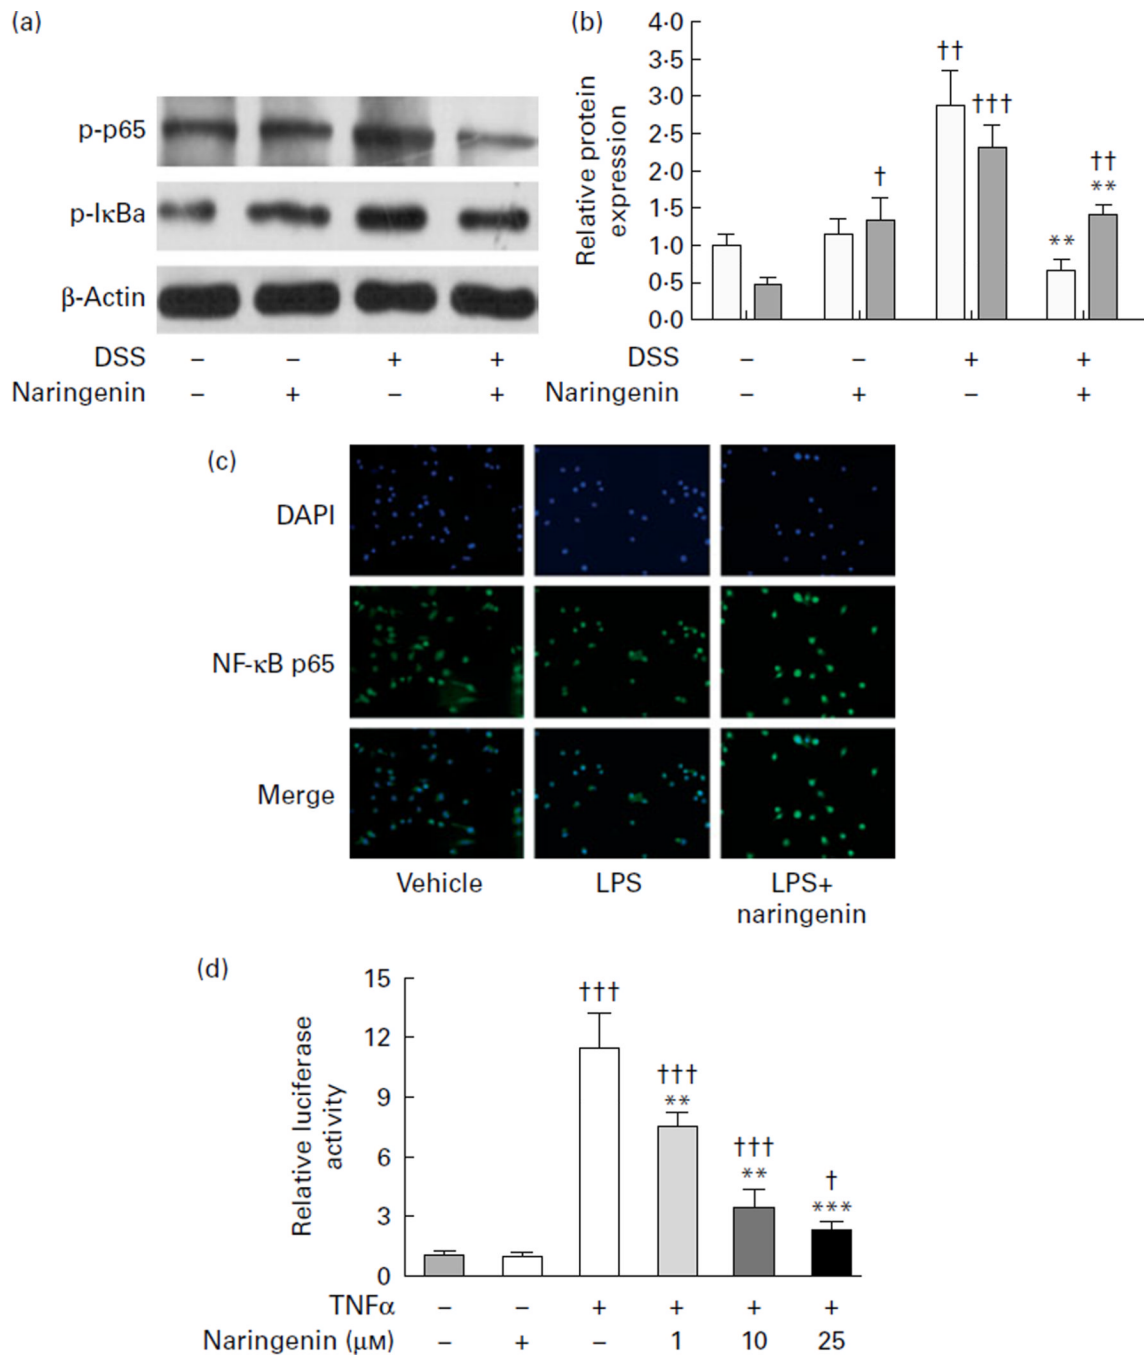 (a)
p-p65
p-IκBa
β-Actin
DSS – – + +
Naringenin – + – +
(b)
Relative protein
expression
4·0
3·5
3·0
2·5
2·0
1·5
1·0
0·5
0·0
†
††
†††
**
††
**
DSS – – + +
Naringenin – + – +
(c)
DAPI
NF-κB p65
Merge
Vehicle
LPS
LPS+
naringenin
(d)
Relative luciferase
activity
15
12
9
6
3
0
†††
†††
**
†††
**
†
***
TNFα – – + + + +
Naringenin (μM) – + – 1 10 25